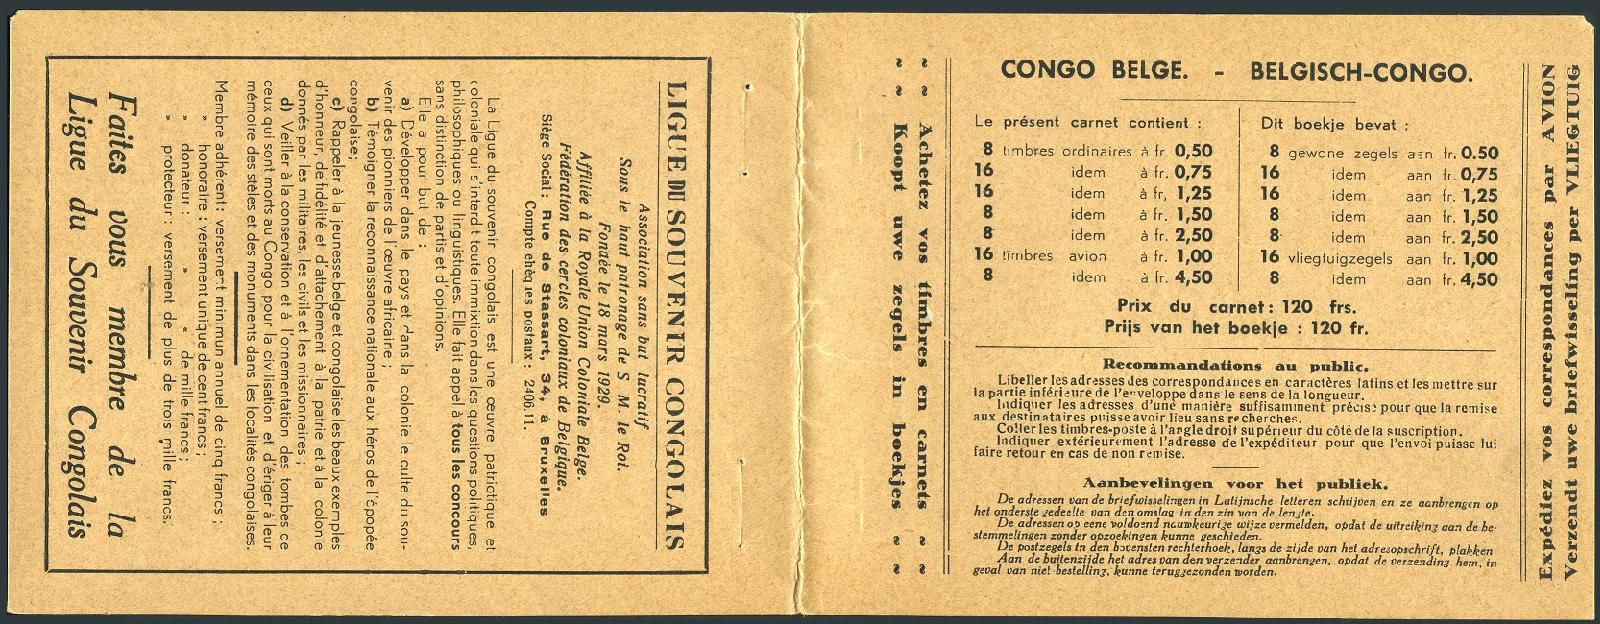 LIGUE DU SOUVENIR CONGOLAIS
Association sans but lucratif
Sous le haut patronage de S M. le Roi.
Fondée le 18 mars 1929.
Affiliée à la Royale Union Coloniale Belge.
Fédération des cercles coloniaux de Belgique.
Siège Social: Rue de Stassart, 34, à Bruxelles
Compte chèques postaux : 2406.11.
La Ligue du souvenir congolais est une œuvre patriotique et
coloniale qui s'interdit toute immixtion dans les questions politiques,
philosophiques ou linguistiques. Elle fait appel à tous les concours
sans distinction de partis et d'opinions.
Elle a pour but de :
a) Développer dans le pays et dans la colonie le culte du sou-
venir des pionniers de l'œuvre africaine ;
b) Témoigner la reconnaissance nationale aux héros de l'épopée
congolaise;
c) Rappeler à la jeunesse belge et congolaise les beaux exemples
d'honneur, de fidélité et d'attachement à la patrie et à la colonie
donnés par les militaires, les civils et les missionnaires ;
d) Veiller à la conservation et à l'ornementation des tombes de
ceux qui sont morts au Congo pour la civilisation et d'ériger à leur
mémoire des stèles et des monuments dans les localités congolaises.
Membre adhérent: versement minimun annuel de cinq francs ;
» honoraire : versement unique de cent francs ;
» donateur : » « de mille francs ;
» protecteur : versement de plus de trois mille francs.
Faites vous membre de la
Ligue du Souvenir Congolais
Achetez vos timbres en carnets
Koopt uwe zegels in boekjes
CONGO BELGE. - BELGISCH-CONGO.
Le présent carnet contient :
8 timbres ordinaires à fr. 0,50
16 idem à fr. 0,75
16 idem à fr, 1,25
8 idem à fr. 1,50
8 idem à fr. 2,50
16 timbres avion à fr. 1,00
8 idem à fr. 4,50
Dit boekje bevat :
8 gewone zegels aan fr. 0.50
16 idem aan fr. 0,75
16 idem aan fr. 1,25
8 idem aan fr. 1,50
8 idem aan fr. 2,50
16 vliegtuigzegels aan fr. 1,00
8 idem aan fr. 4,50
Prix du carnet : 120 frs.
Prijs van het boekje : 120 fr.
Recommandations au public.
Libeller les adresses des correspondances en caractères latins et les mettre sur
la partie inférieure de l'enveloppe dans le sens de la longueur.
Indiquer les adresses d'une manière suffisamment précise pour que la remise
aux destinataires puisse avoir lieu sans recherches.
Coller les timbres-poste à l'angle droit supérieur du côté de la suscription.
Indiquer extérieurement l'adresse de l'expéditeur pour que l'envoi puisse lui
faire retour en cas de non remise.
Aanbevelingen voor het publiek.
De adressen van de briefwisselingen in Latijnsche letteren schrijven en ze aanbrengen op
het onderste gedeelte van den omslag in den zin van de lengte.
De adressen op eene voldoend nauwkeurige wijze vermelden, opdat de uitreiking aan de be-
stemmelingen zonder opzoekingen kunne geschieden.
De postzegels in den bovensten rechterhoek, langs de zijde van het adresopschrift, plakken
Aan de buitenzijde het adres van den verzender aanbrengen, opdat de verzending hem, in
geval van niet bestelling, kunne teruggezonden worden.
Expédiez vos correspondances par AVION
Verzendt uwe briefwisseling per VLIEGTUIG